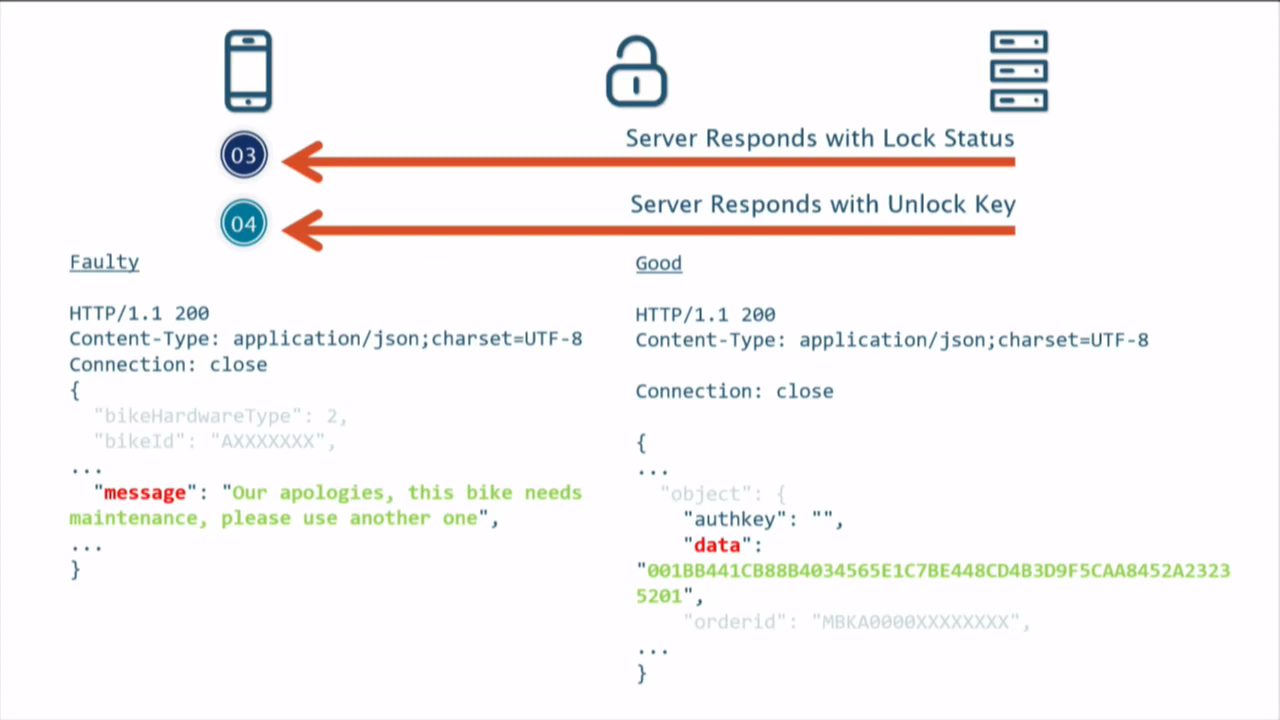 Server Responds with Lock Status
03
Server Responds with Unlock Key
04
Faulty
HTTP/1.1 200
Content-Type: application/json;charset=UTF-8
Connection: close
{
"bikeHardwareType": 2,
"bikeId": "AXXXXXXX",
...
"message": "Our apologies, this bike needs
maintenance, please use another one",
...
}
Good
HTTP/1.1 200
Content-Type: application/json;charset=UTF-8
Connection: close
{
...
"object": {
"authkey": "",
"data":
"001BB441CB88B4034565E1C7BE448CD4B3D9F5CAA8452A2323
5201",
"orderid": "MBKA0000XXXXXXXX",
...
}